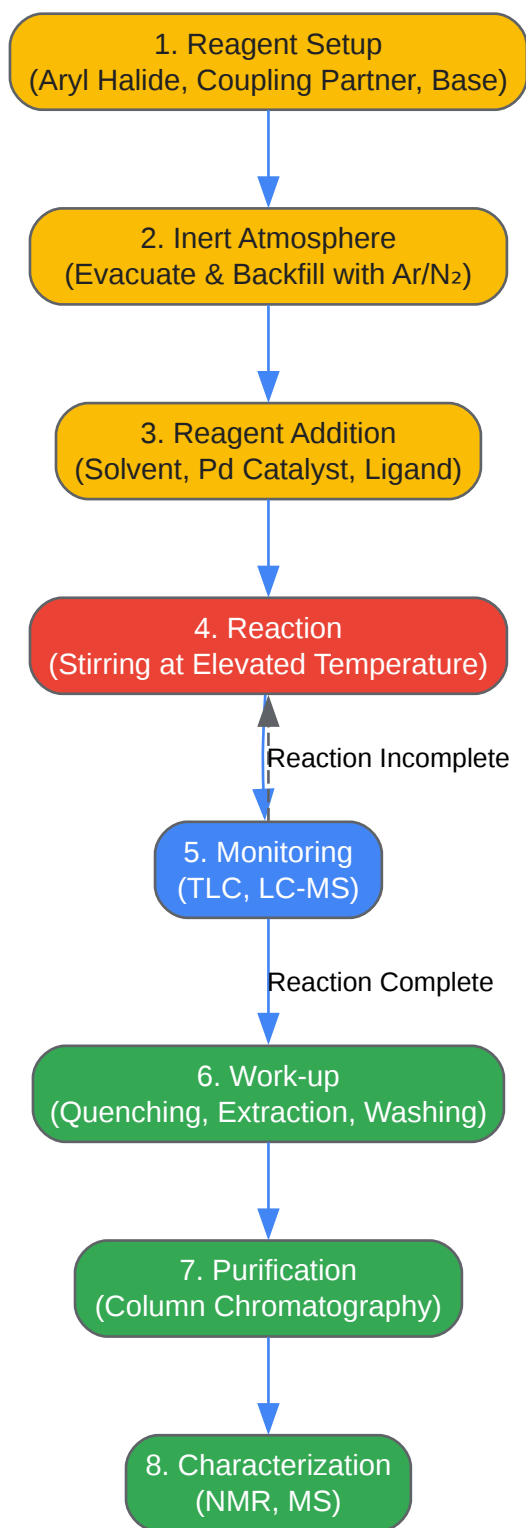 1. Reagent Setup
(Aryl Halide, Coupling Partner, Base)
2. Inert Atmosphere
(Evacuate & Backfill with Ar/N₂)
3. Reagent Addition
(Solvent, Pd Catalyst, Ligand)
4. Reaction
(Stirring at Elevated Temperature)
Reaction Incomplete
5. Monitoring
(TLC, LC-MS)
Reaction Complete
6. Work-up
(Quenching, Extraction, Washing)
7. Purification
(Column Chromatography)
8. Characterization
(NMR, MS)